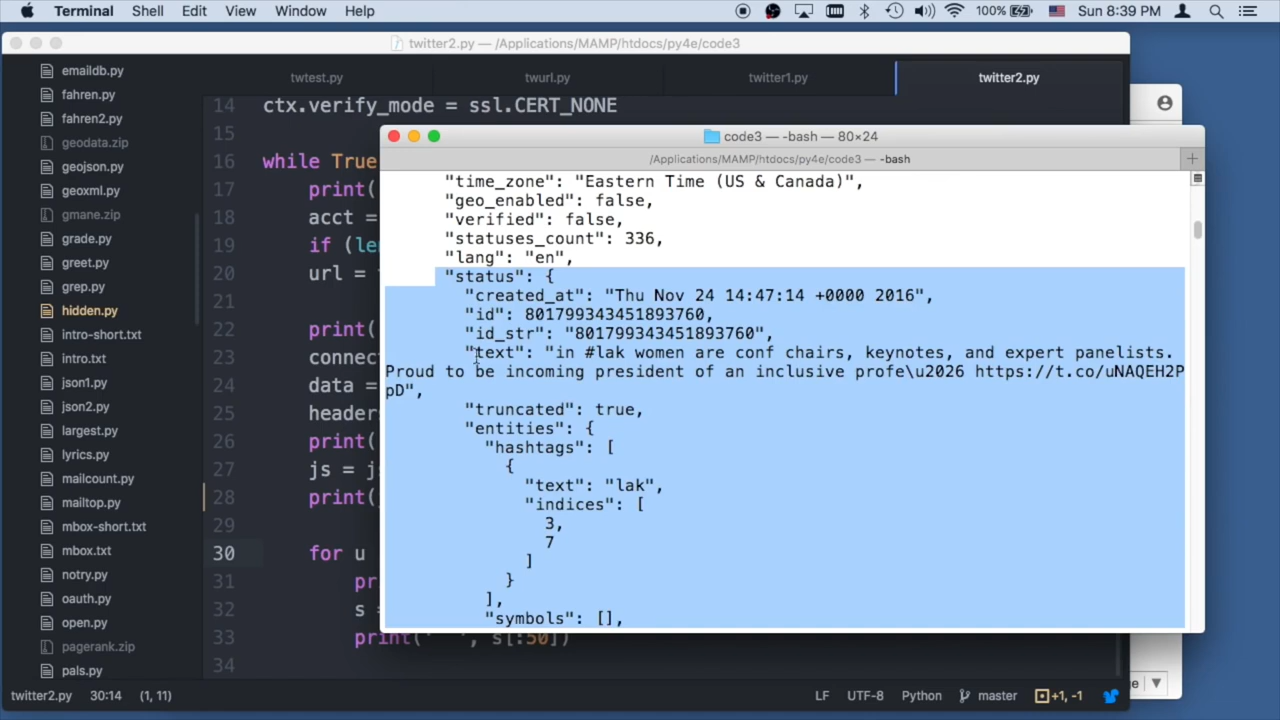 Terminal Shell Edit View Window Help 100% Sun 8:39 PM
twitter2.py — /Applications/MAMP/htdocs/py4e/code3
twtest.py twurl.py twitter1.py twitter2.py
emaildb.py
fahren.py
fahren2.py
geodata.zip
geojson.py
geoxml.py
gmane.zip
grade.py
greet.py
grep.py
hidden.py
intro-short.txt
intro.txt
json1.py
json2.py
largest.py
lyrics.py
mailcount.py
mailtop.py
mbox-short.txt
mbox.txt
notry.py
oauth.py
open.py
pagerank.zip
pals.py
14 ctx.verify_mode = ssl.CERT_NONE
15
16 while True
17 print(
18 acct =
19 if (le
20 url =
21
22 print(
23 connec
24 data =
25 headers
26 print(
27 js = j
28 print(
29
30 for u
31 pr
32 s =
33 print(' ', s[:50])
34
code3 — -bash — 80×24
/Applications/MAMP/htdocs/py4e/code3 — -bash
"time_zone": "Eastern Time (US & Canada)",
"geo_enabled": false,
"verified": false,
"statuses_count": 336,
"lang": "en",
"status": {
"created_at": "Thu Nov 24 14:47:14 +0000 2016",
"id": 801799343451893760,
"id_str": "801799343451893760",
"text": "in #lak women are conf chairs, keynotes, and expert panelists.
Proud to be incoming president of an inclusive profe\u2026 https://t.co/uNAQEH2P
pD",
"truncated": true,
"entities": {
"hashtags": [
{
"text": "lak",
"indices": [
3,
7
]
}
],
"symbols": [],
twitter2.py 30:14 (1, 11) LF UTF-8 Python master +1, -1